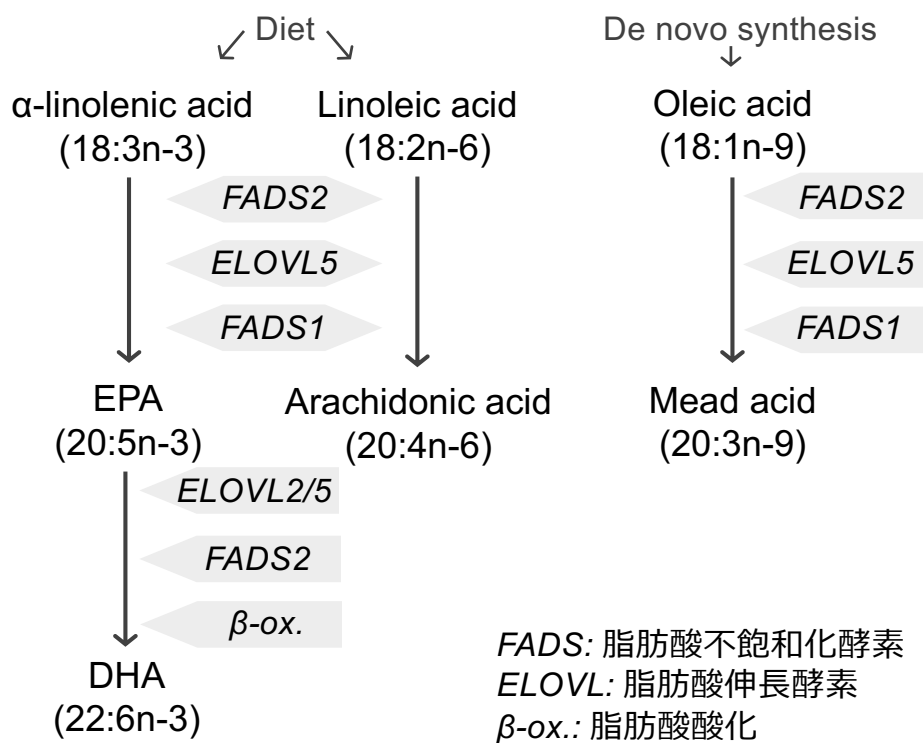 Diet
De novo synthesis
α-linolenic acid
(18:3n-3)
Linoleic acid
(18:2n-6)
Oleic acid
(18:1n-9)
FADS2
ELOVL5
FADS1
FADS2
ELOVL5
FADS1
EPA
(20:5n-3)
Arachidonic acid
(20:4n-6)
Mead acid
(20:3n-9)
ELOVL2/5
FADS2
β-ox.
DHA
(22:6n-3)
FADS: 脂肪酸不飽和化酵素
ELOVL: 脂肪酸伸長酵素
β-ox.: 脂肪酸酸化